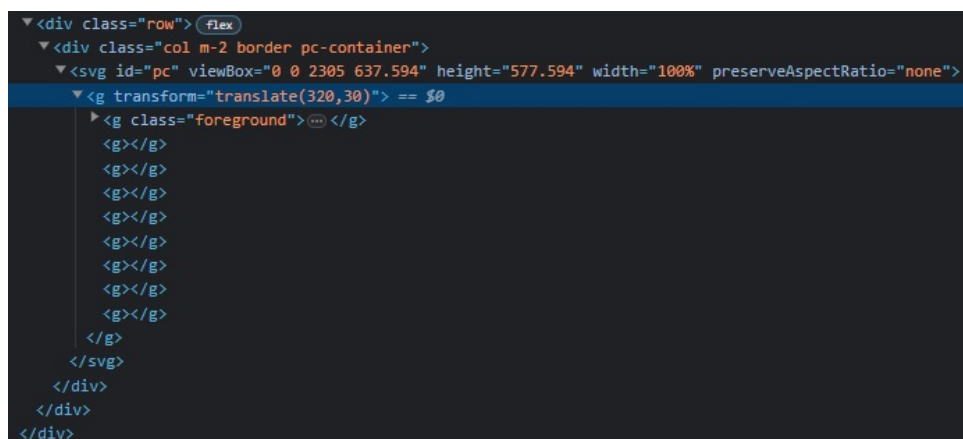 ▼<div class="row"> flex
▼<div class="col m-2 border pc-container">
▼<svg id="pc" viewBox="0 0 2305 637.594" height="577.594" width="100%" preserveAspectRatio="none">
▼<g transform="translate(320,30)"> == $0
▶<g class="foreground">…</g>
<g></g>
<g></g>
<g></g>
<g></g>
<g></g>
<g></g>
<g></g>
<g></g>
</g>
</svg>
</div>
</div>
</div>